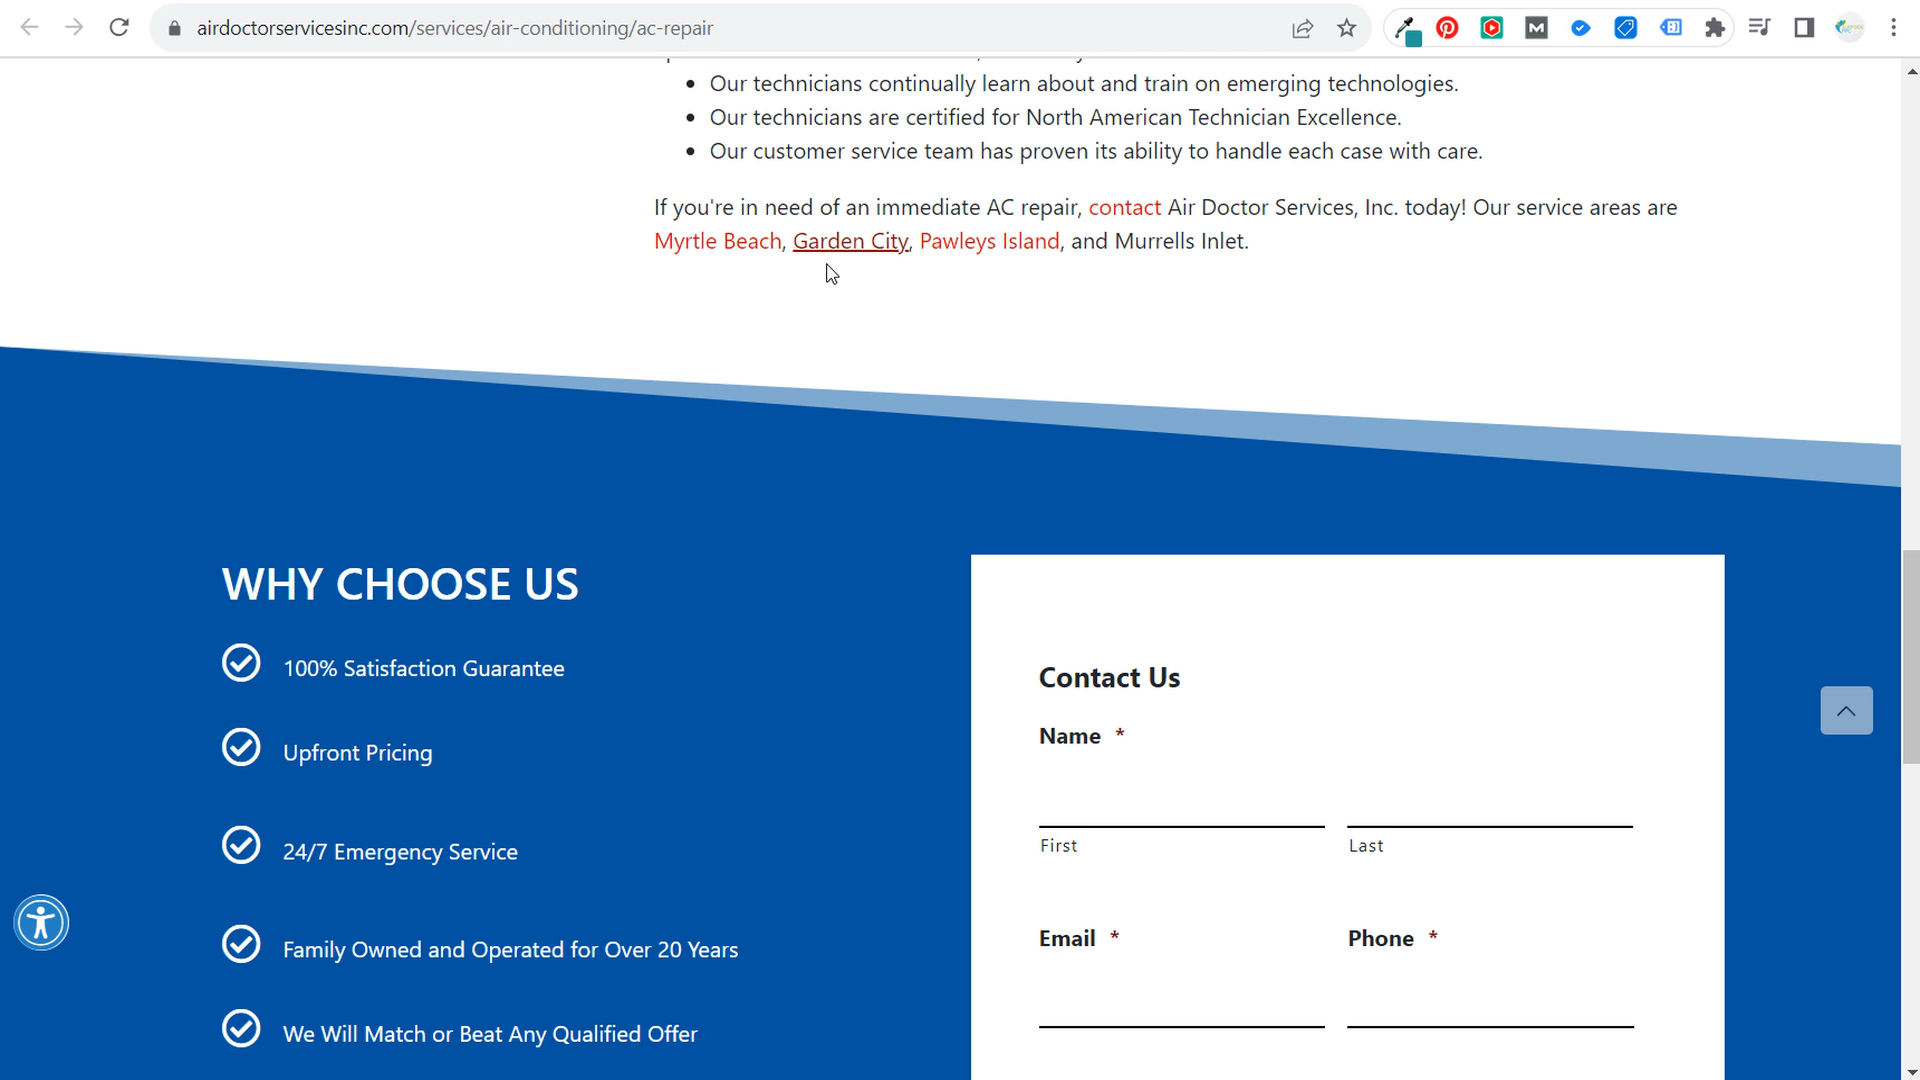 airdoctorservicesinc.com/services/air-conditioning/ac-repair
Our technicians continually learn about and train on emerging technologies.
Our technicians are certified for North American Technician Excellence.
Our customer service team has proven its ability to handle each case with care.
If you're in need of an immediate AC repair, contact Air Doctor Services, Inc. today! Our service areas are
Myrtle Beach, Garden City, Pawleys Island, and Murrells Inlet.
WHY CHOOSE US
100% Satisfaction Guarantee
Upfront Pricing
24/7 Emergency Service
Family Owned and Operated for Over 20 Years
We Will Match or Beat Any Qualified Offer
Contact Us
Name *
First Last
Email * Phone *